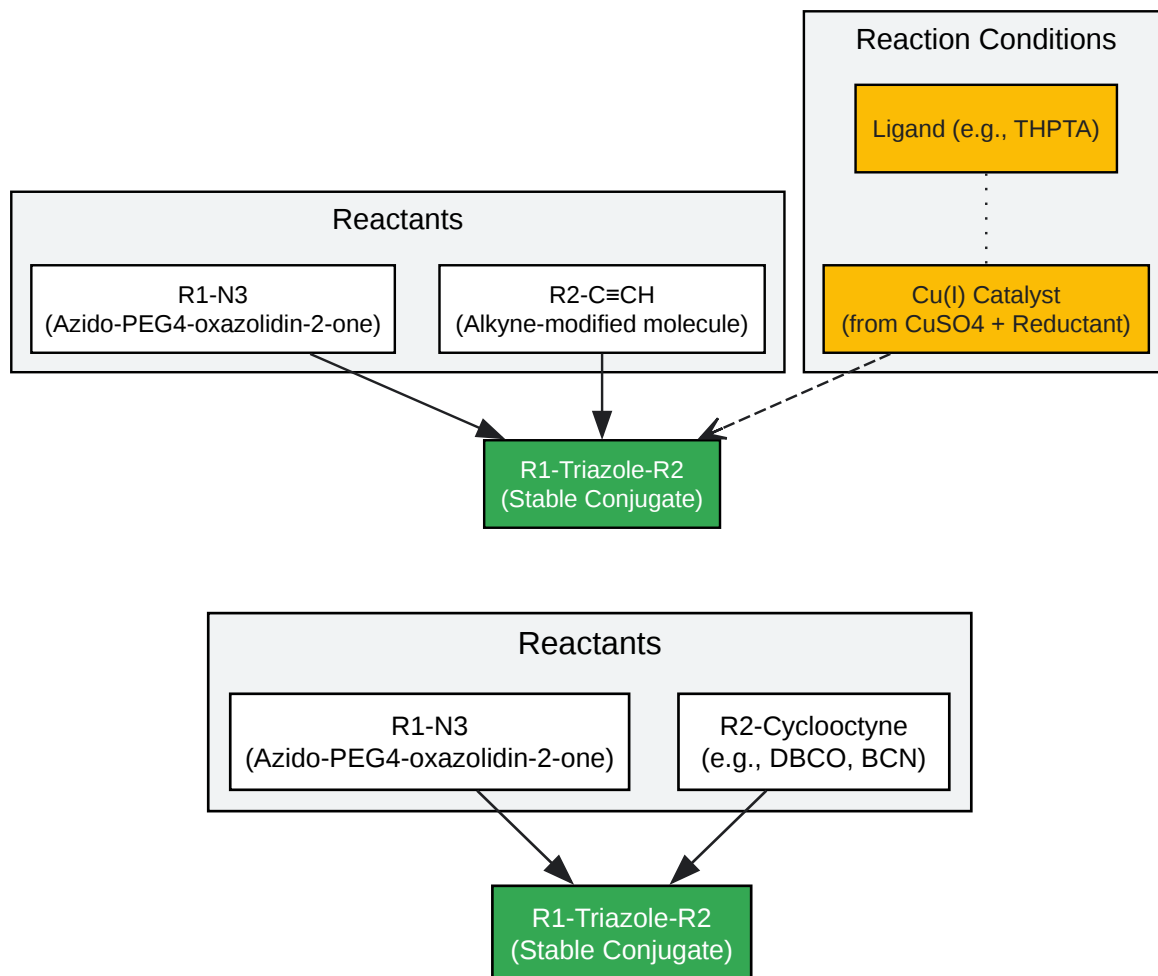 Reaction Conditions
Ligand (e.g., THPTA)
Reactants
R1-N3
(Azido-PEG4-oxazolidin-2-one)
R2-C≡CH
(Alkyne-modified molecule)
Cu(I) Catalyst
(from CuSO4 + Reductant)
R1-Triazole-R2
(Stable Conjugate)
Reactants
R1-N3
(Azido-PEG4-oxazolidin-2-one)
R2-Cyclooctyne
(e.g., DBCO, BCN)
R1-Triazole-R2
(Stable Conjugate)